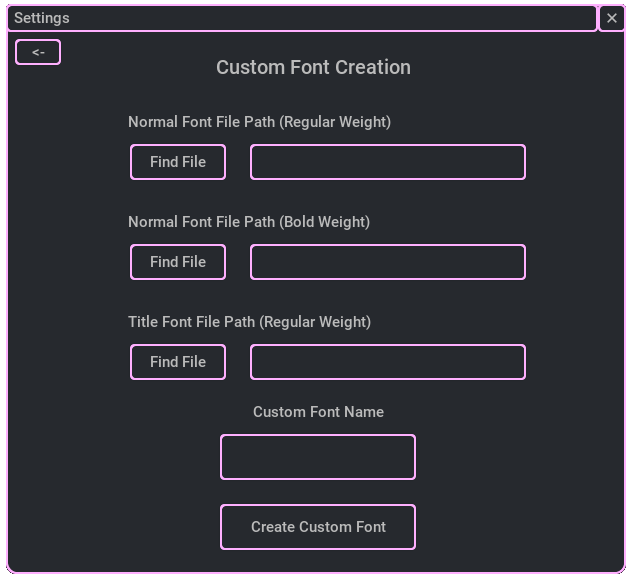 Settings
✕
<-
Custom Font Creation
Normal Font File Path (Regular Weight)
Find File
Normal Font File Path (Bold Weight)
Find File
Title Font File Path (Regular Weight)
Find File
Custom Font Name
Create Custom Font